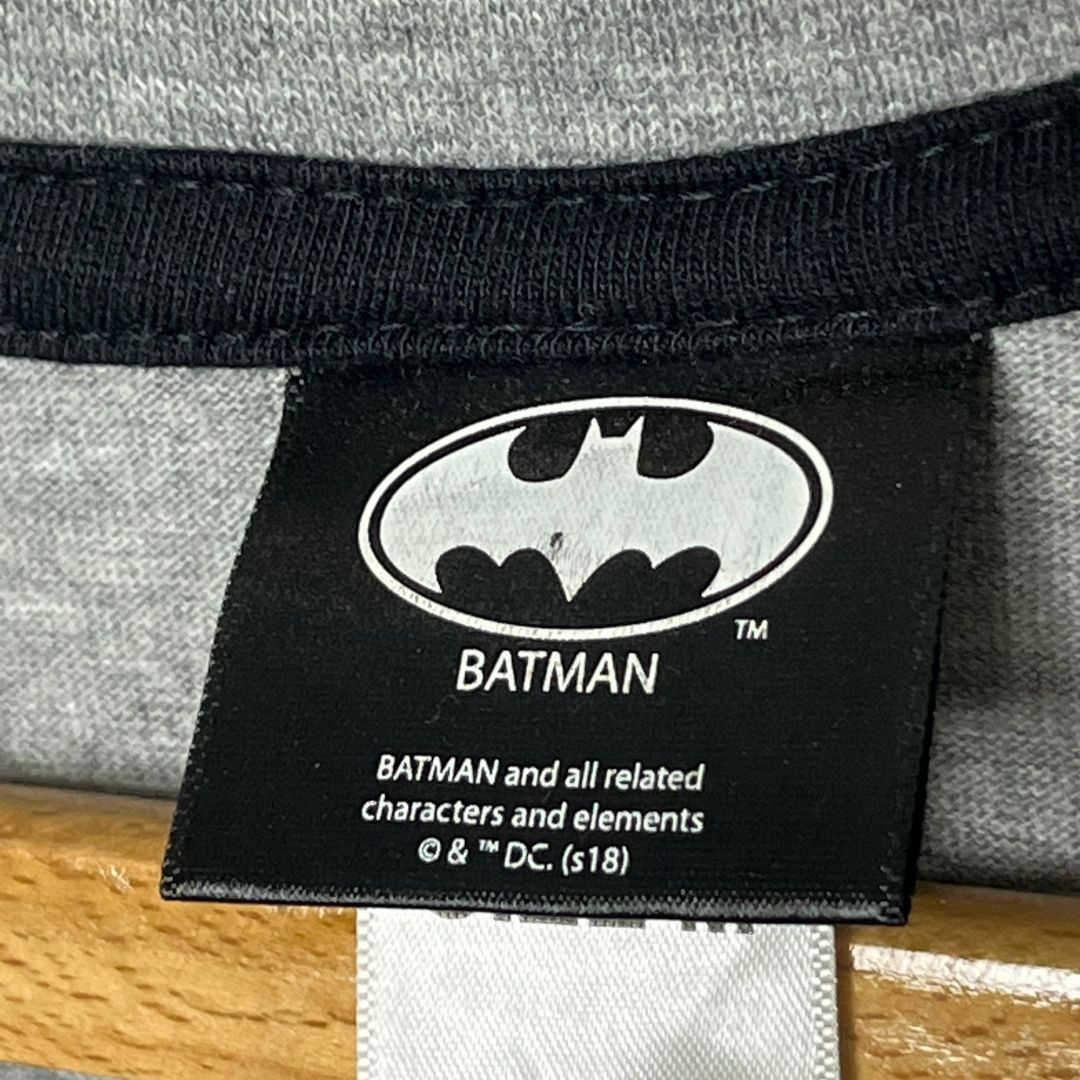 TM
BATMAN
BATMAN and all related
characters and elements
© & ™ DC. (s18)